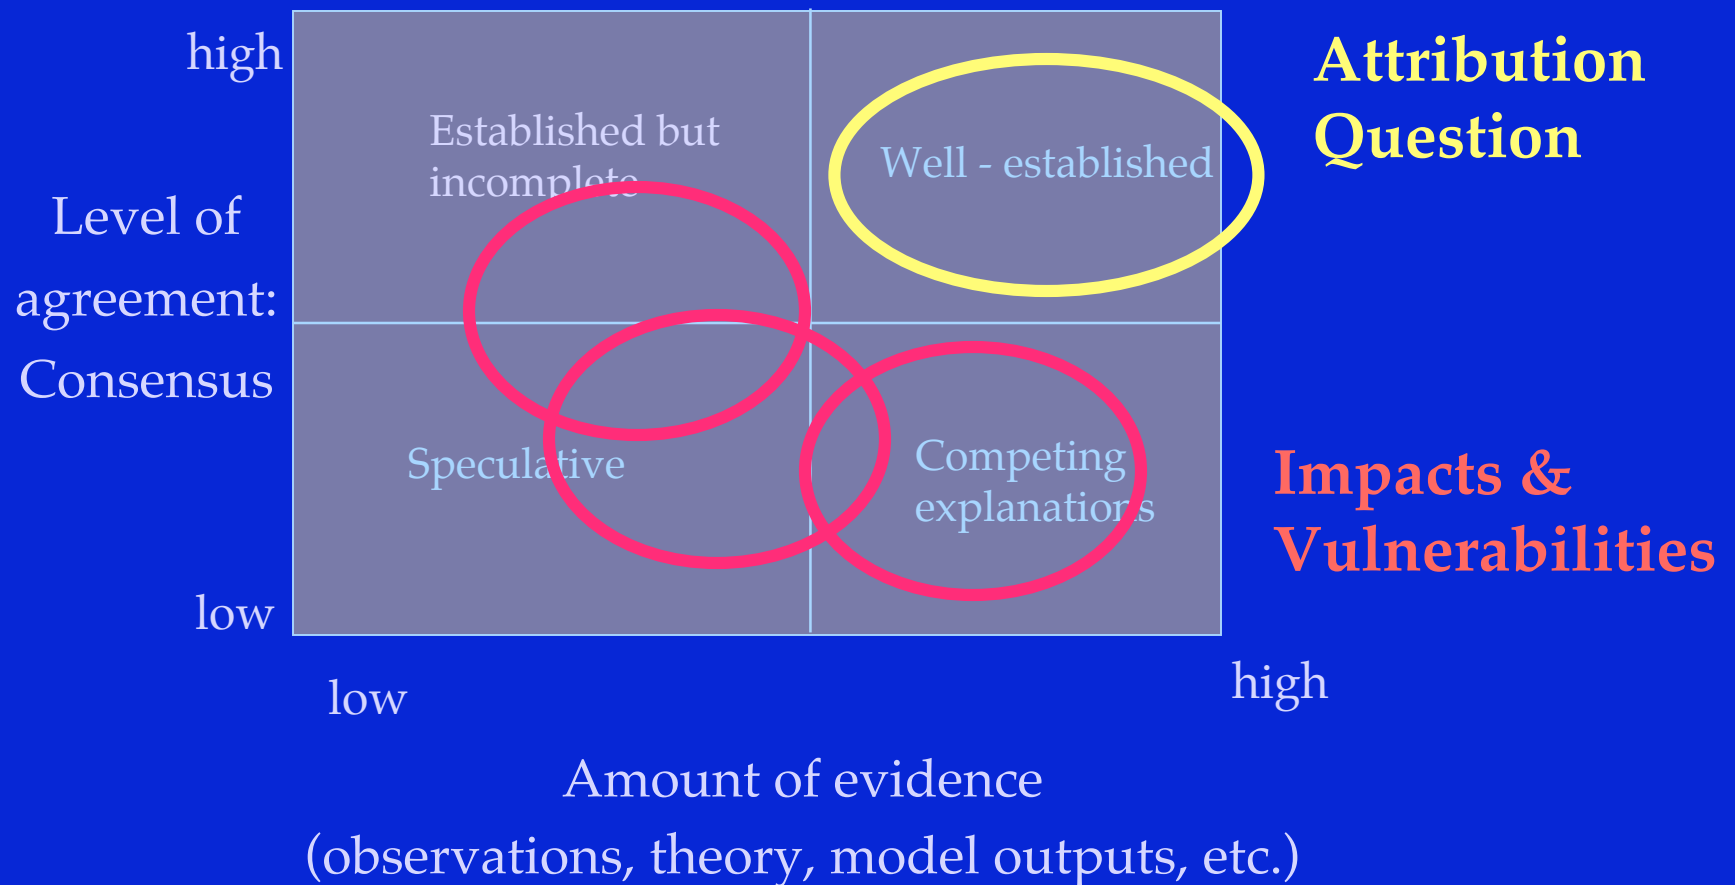 high
Attribution
Question
Established but
incomplete
Well - established
Level of
agreement:
Consensus
Speculative
Competing
explanations
Impacts &
Vulnerabilities
low
low
high
Amount of evidence
(observations, theory, model outputs, etc.)